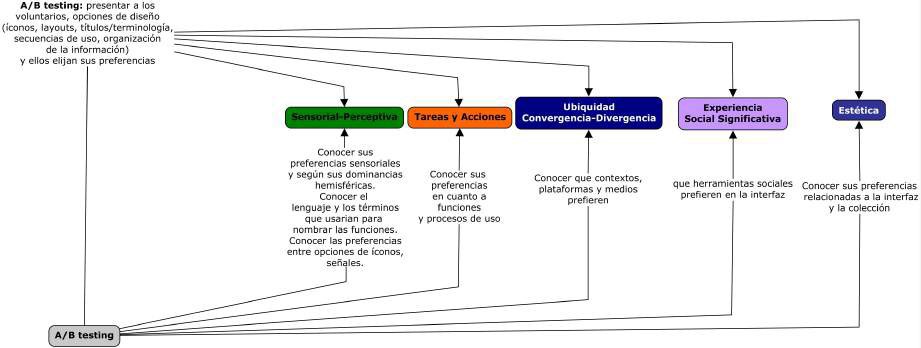 A/B testing: presentar a los
voluntarios, opciones de diseño
(íconos, layouts, títulos/terminología,
secuencias de uso, organización
de la información)
y ellos elijan sus preferencias
Sensorial-Perceptiva
Tareas y Acciones
Ubiquidad
Convergencia-Divergencia
Experiencia
Social Significativa
Estética
Conocer sus
preferencias sensoriales
y según sus dominancias
hemisféricas.
Conocer el
lenguaje y los términos
que usarian para
nombrar las funciones.
Conocer las preferencias
entre opciones de íconos,
señales.
Conocer sus
preferencias
en cuanto a
funciones
y procesos de uso
Conocer que contextos,
plataformas y medios
prefieren
que herramientas sociales
prefieren en la interfaz
Conocer sus preferencias
relacionadas a la interfaz
y la colección
A/B testing